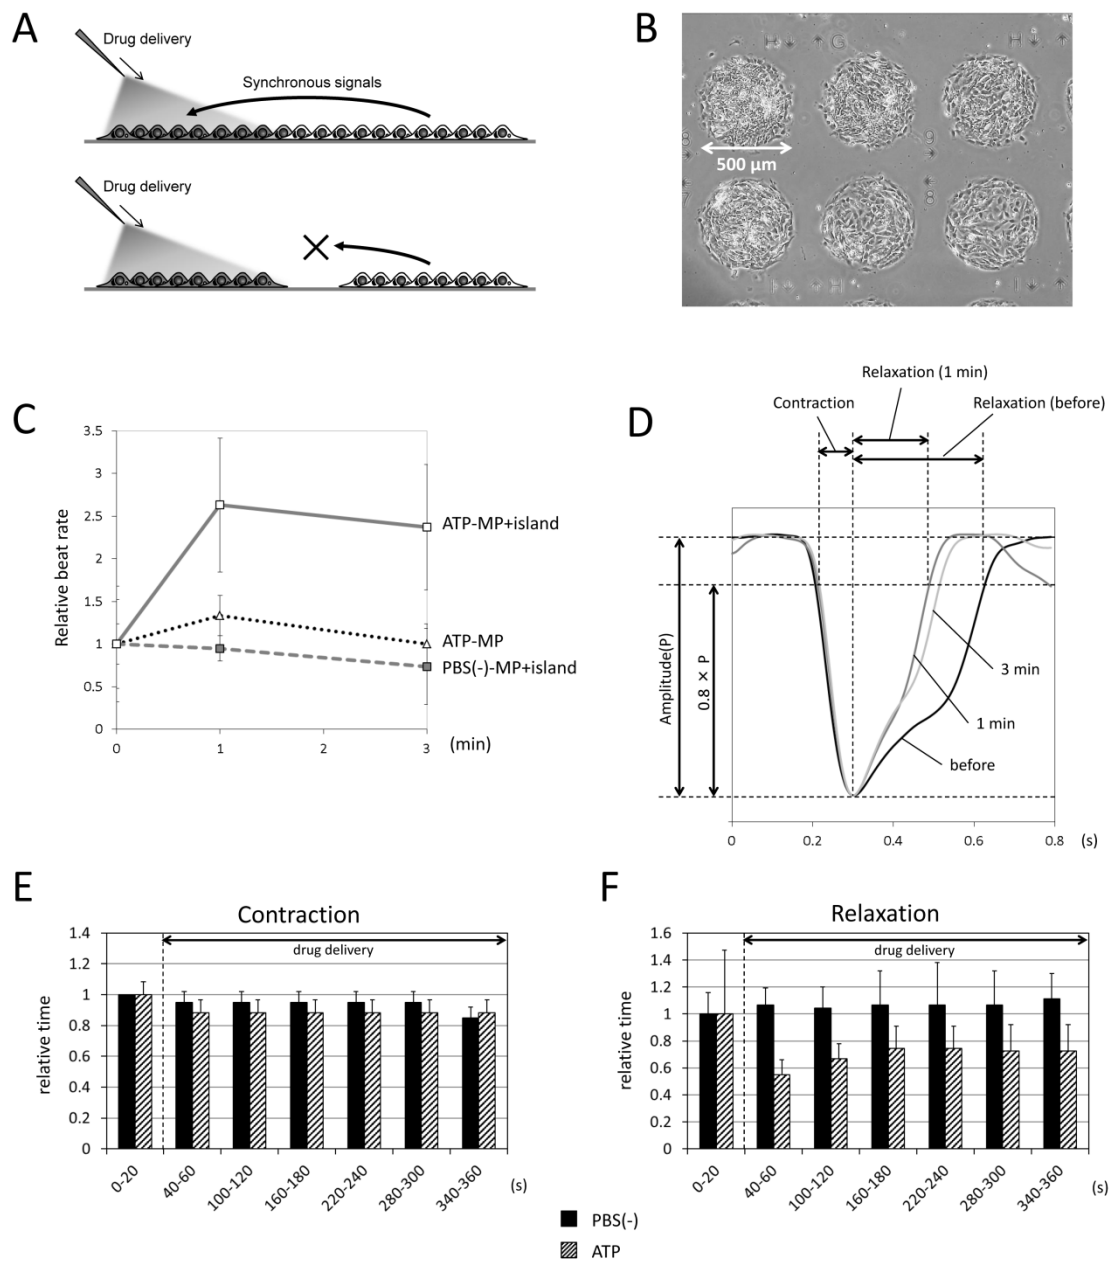 A
Drug delivery
Synchronous signals
Drug delivery
B
500 µm
C
3.5
3
2.5
2
1.5
1
0.5
0
Relative beat rate
ATP-MP+island
ATP-MP
PBS(-)-MP+island
0
1
2
3
(min)
D
Relaxation (1 min)
Contraction
Relaxation (before)
Amplitude(P)
0.8 × P
3 min
1 min
before
0
0.2
0.4
0.6
0.8
(s)
E
Contraction
drug delivery
relative time
1.4
1.2
1
0.8
0.6
0.4
0.2
0
0-20
40-60
100-120
160-180
220-240
280-300
340-360
(s)
F
Relaxation
drug delivery
relative time
1.6
1.4
1.2
1
0.8
0.6
0.4
0.2
0
0-20
40-60
100-120
160-180
220-240
280-300
340-360
(s)
PBS(-)
ATP